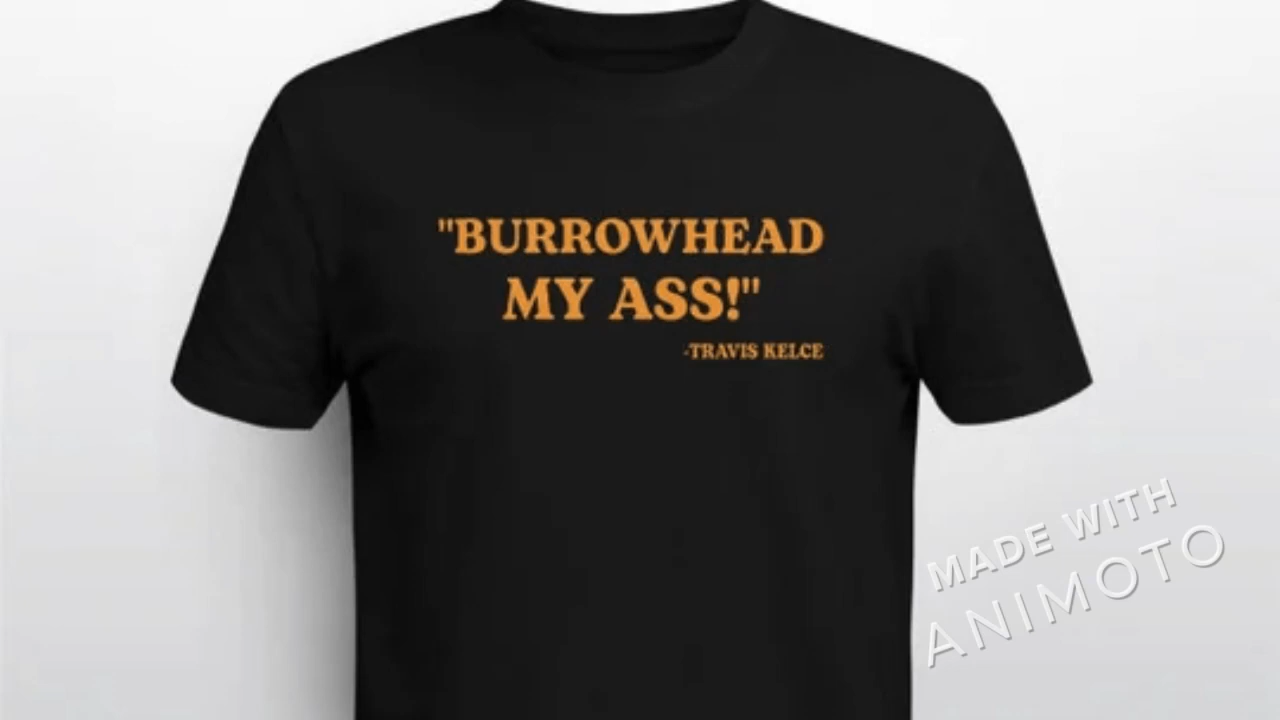 "BURROWHEAD
MY ASS!"
-TRAVIS KELCE
MADE WITH
ANIMOTO